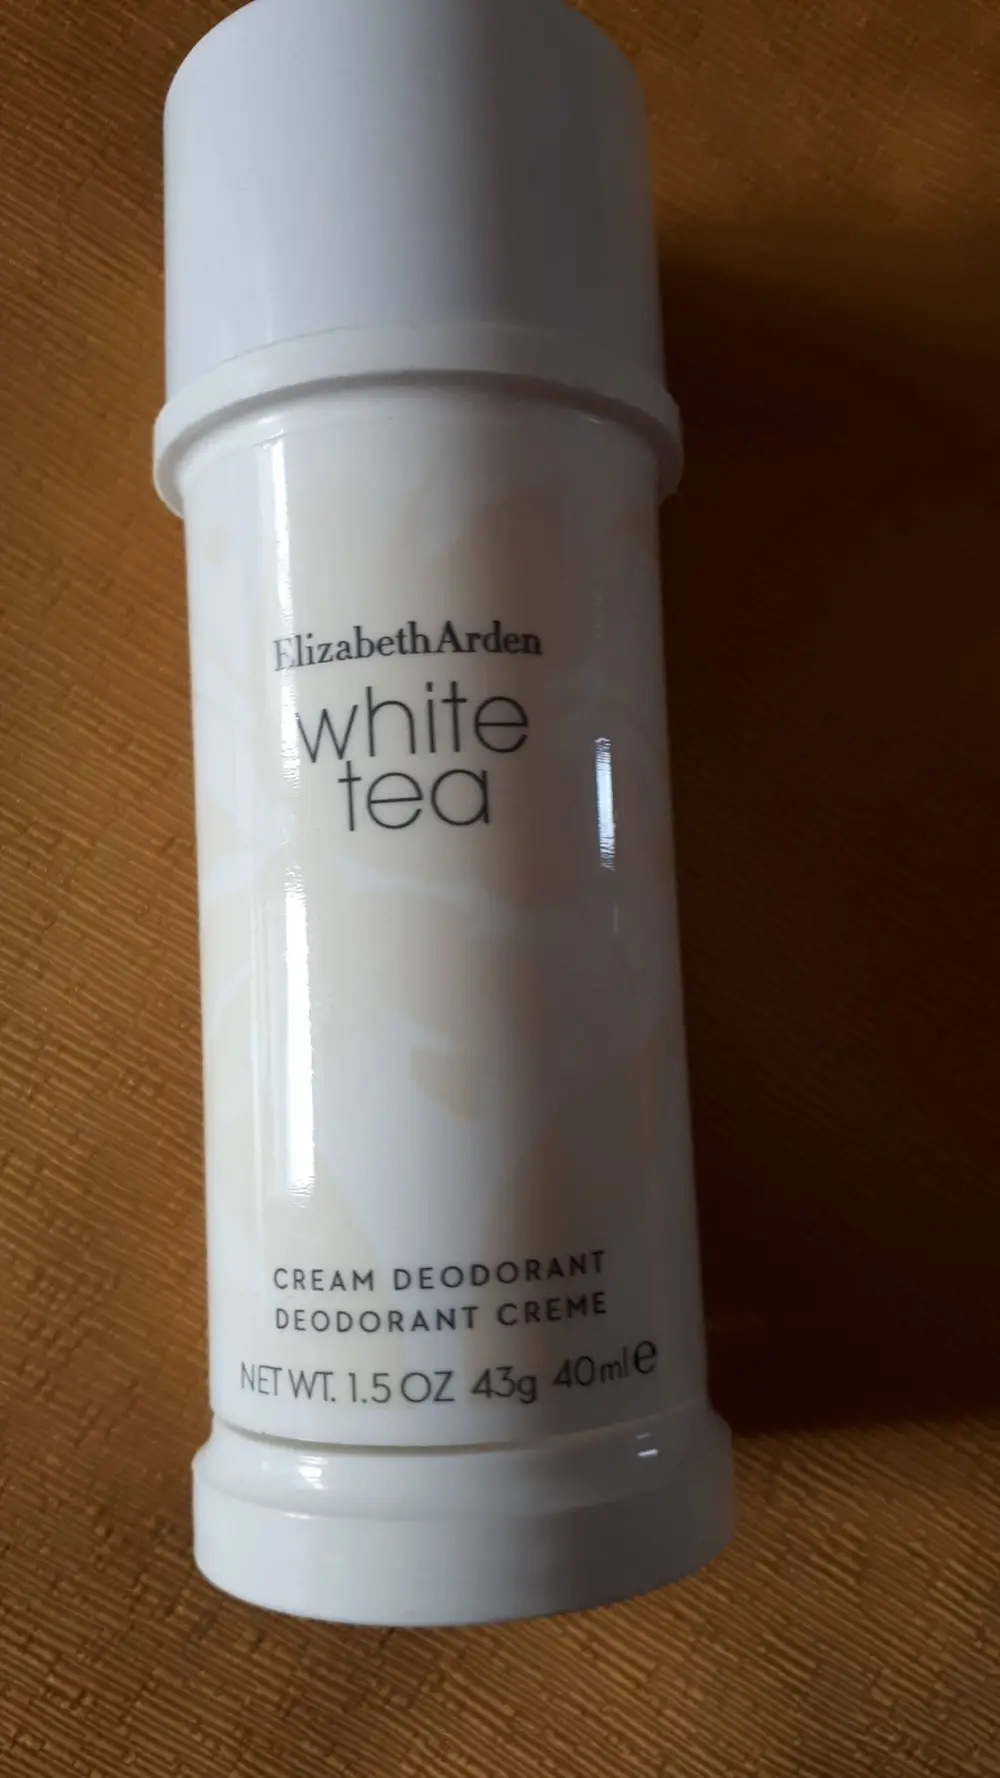 ElizabethArden
white
tea
CREAM DEODORANT
DEODORANT CREME
NET WT. 1.5 OZ 43g 40ml e